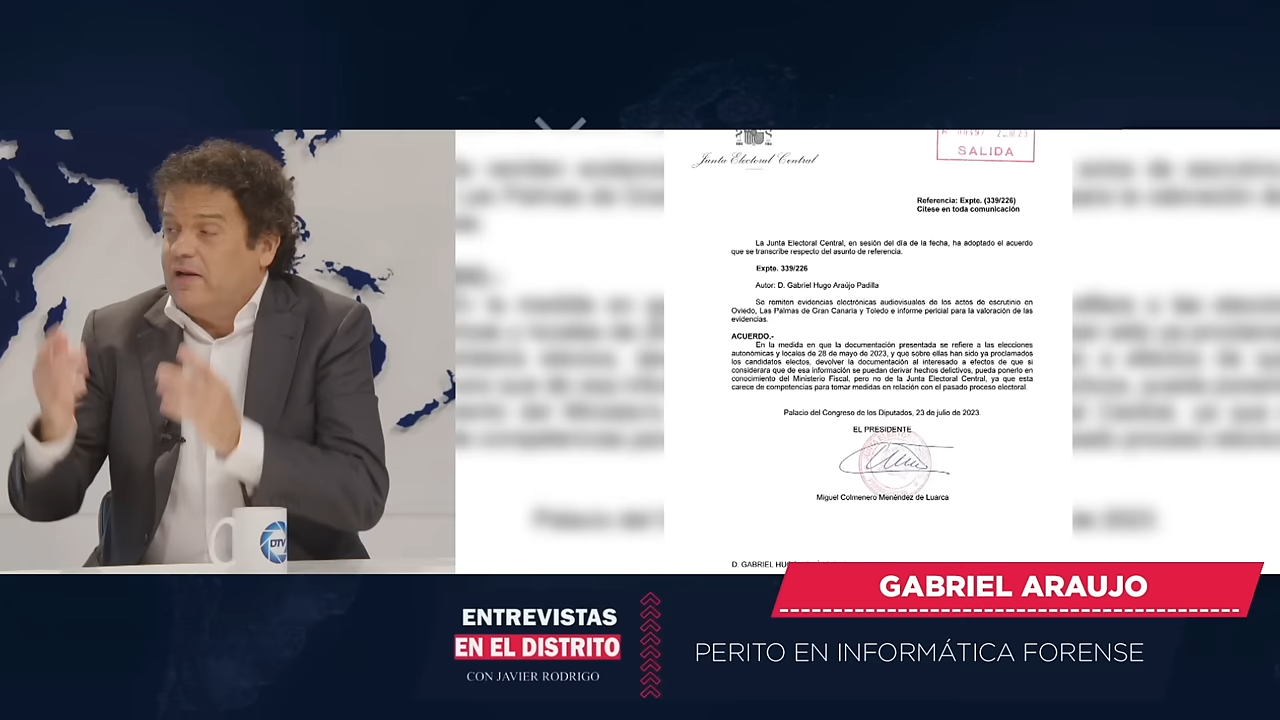 Junta Electoral Central
SALIDA
Referencia: Expte. (339/226)
Cítese en toda comunicación
La Junta Electoral Central, en sesión del día de la fecha, ha adoptado el acuerdo
que se transcribe respecto del asunto de referencia.
Expte. 339/226
Autor: D. Gabriel Hugo Araújo Padilla
Se remiten evidencias electrónicas audiovisuales de los actos de escrutinio en
Oviedo, Las Palmas de Gran Canaria y Toledo e informe pericial para la valoración de las
evidencias.
ACUERDO.-
En la medida en que la documentación presentada se refiere a las elecciones
autonómicas y locales de 28 de mayo de 2023, y que sobre ellas han sido ya proclamados
los candidatos electos, devolver la documentación al interesado a efectos de que si
considerara que de esa información se puedan derivar hechos delictivos, pueda ponerlo en
conocimiento del Ministerio Fiscal, pero no de la Junta Electoral Central, ya que esta
carece de competencias para tomar medidas en relación con el pasado proceso electoral.
Palacio del Congreso de los Diputados, 23 de julio de 2023.
EL PRESIDENTE
Miguel Colmenero Menéndez de Luarca
D. GABRIEL
DTV
GABRIEL ARAUJO
ENTREVISTAS
EN EL DISTRITO
CON JAVIER RODRIGO
PERITO EN INFORMÁTICA FORENSE